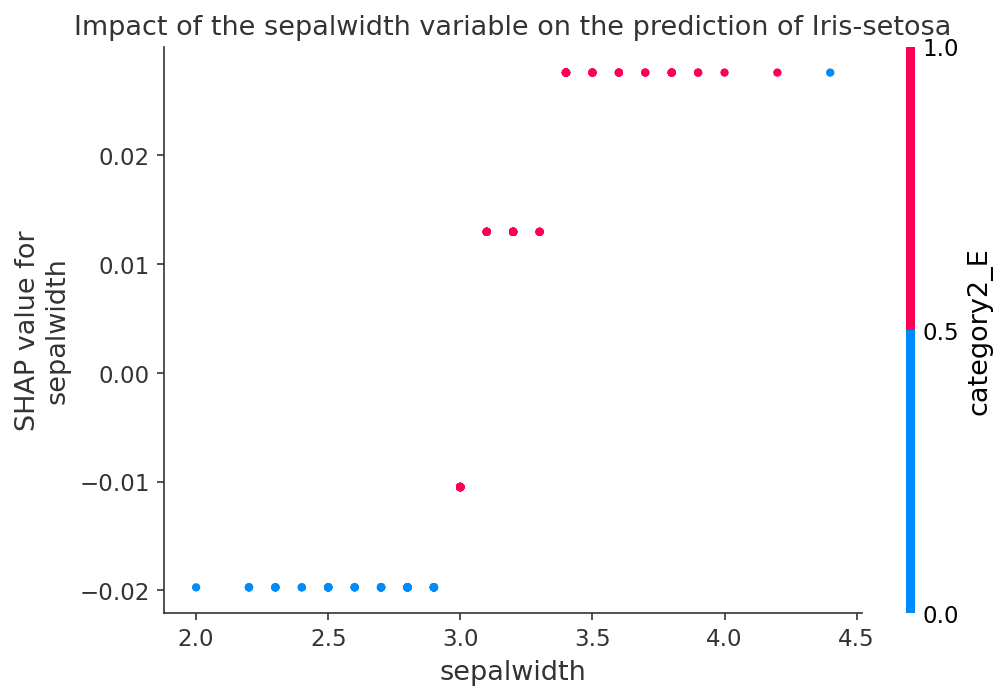 Impact of the sepalwidth variable on the prediction of Iris-setosa
SHAP value for
sepalwidth
0.02
0.01
0.00
−0.01
−0.02
2.0 2.5 3.0 3.5 4.0 4.5
sepalwidth
1.0
0.5
0.0
category2_E